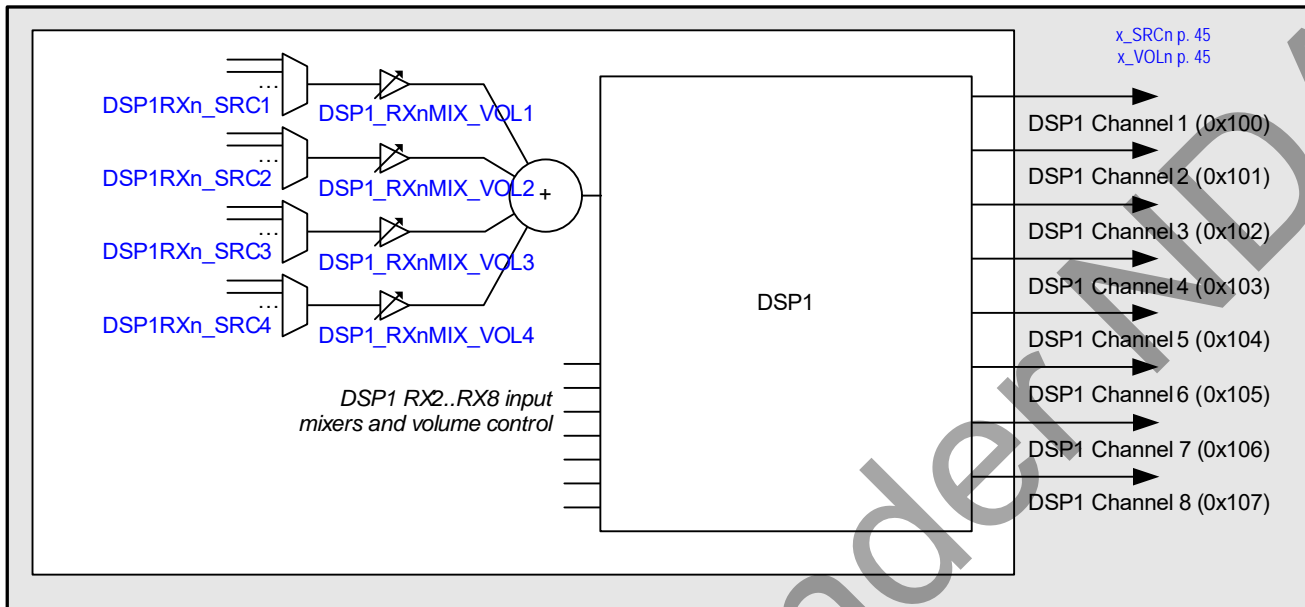 x_SRCn p. 45
x_VOLn p. 45
...
DSP1RXn_SRC1
DSP1_RXnMIX_VOL1
...
DSP1RXn_SRC2
DSP1_RXnMIX_VOL2
...
DSP1RXn_SRC3
DSP1_RXnMIX_VOL3
...
DSP1RXn_SRC4
DSP1_RXnMIX_VOL4
+
DSP1 RX2..RX8 input
mixers and volume control
DSP1
DSP1 Channel 1 (0x100)
DSP1 Channel 2 (0x101)
DSP1 Channel 3 (0x102)
DSP1 Channel 4 (0x103)
DSP1 Channel 5 (0x104)
DSP1 Channel 6 (0x105)
DSP1 Channel 7 (0x106)
DSP1 Channel 8 (0x107)
nder NDA